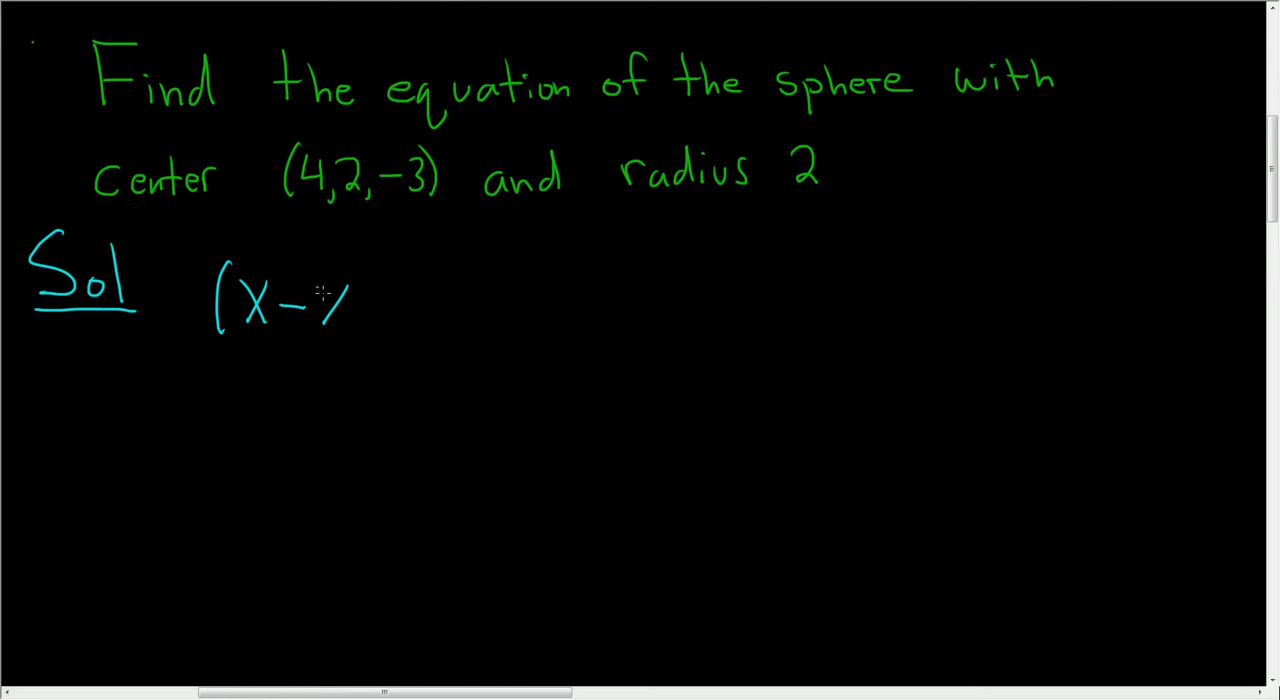 Find the equation of the sphere with
center (4,2,-3) and radius 2
Sol (x-